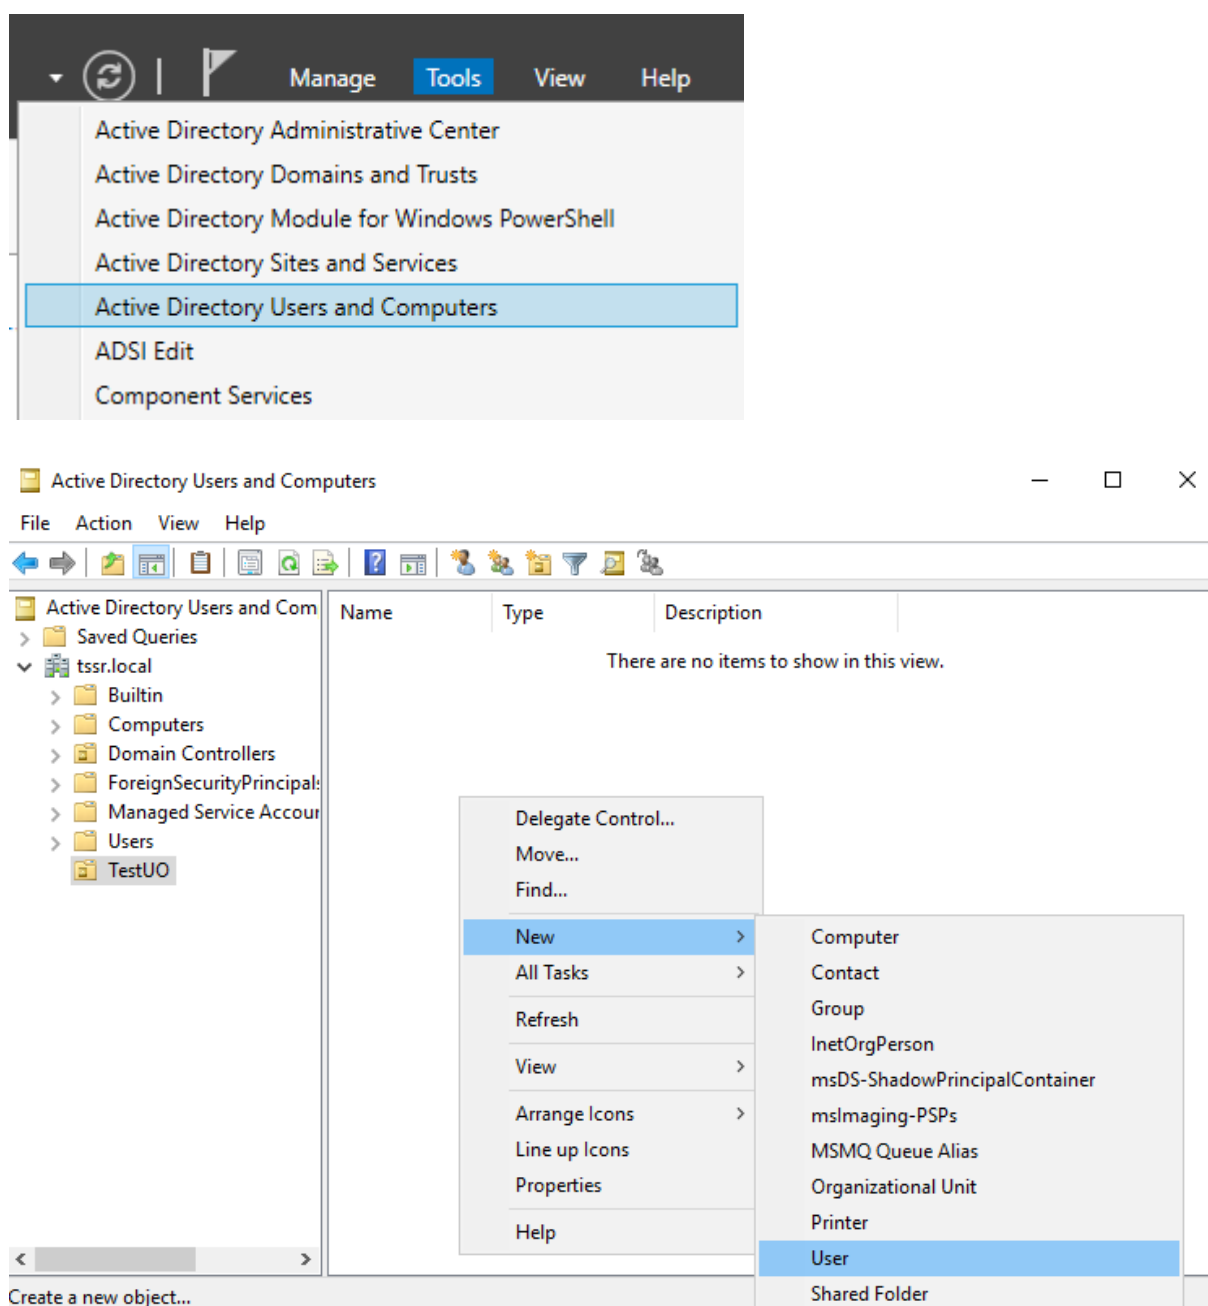 Manage Tools View Help
Active Directory Administrative Center
Active Directory Domains and Trusts
Active Directory Module for Windows PowerShell
Active Directory Sites and Services
Active Directory Users and Computers
ADSI Edit
Component Services
Active Directory Users and Computers
File Action View Help
Active Directory Users and Com
Saved Queries
tssr.local
Builtin
Computers
Domain Controllers
ForeignSecurityPrincipals
Managed Service Accour
Users
TestUO
Name Type Description
There are no items to show in this view.
Delegate Control...
Move...
Find...
New
All Tasks
Refresh
View
Arrange Icons
Line up Icons
Properties
Help
Computer
Contact
Group
InetOrgPerson
msDS-ShadowPrincipalContainer
msImaging-PSPs
MSMQ Queue Alias
Organizational Unit
Printer
User
Shared Folder
Create a new object...